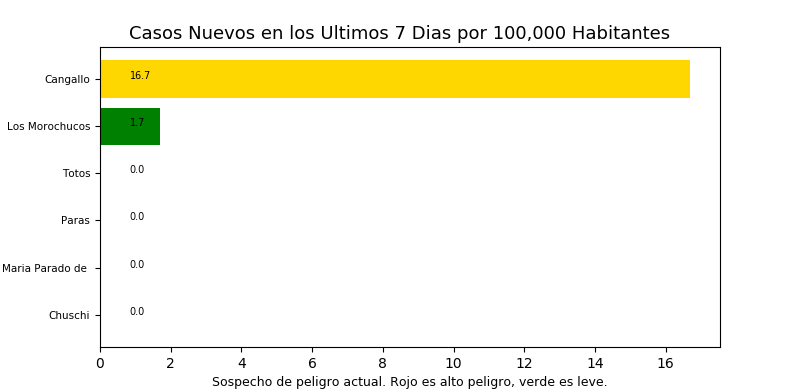 Casos Nuevos en los Ultimos 7 Dias por 100,000 Habitantes
Cangallo 16.7
Los Morochucos 1.7
Totos 0.0
Paras 0.0
Maria Parado de 0.0
Chuschi 0.0
0 2 4 6 8 10 12 14 16
Sospecho de peligro actual. Rojo es alto peligro, verde es leve.